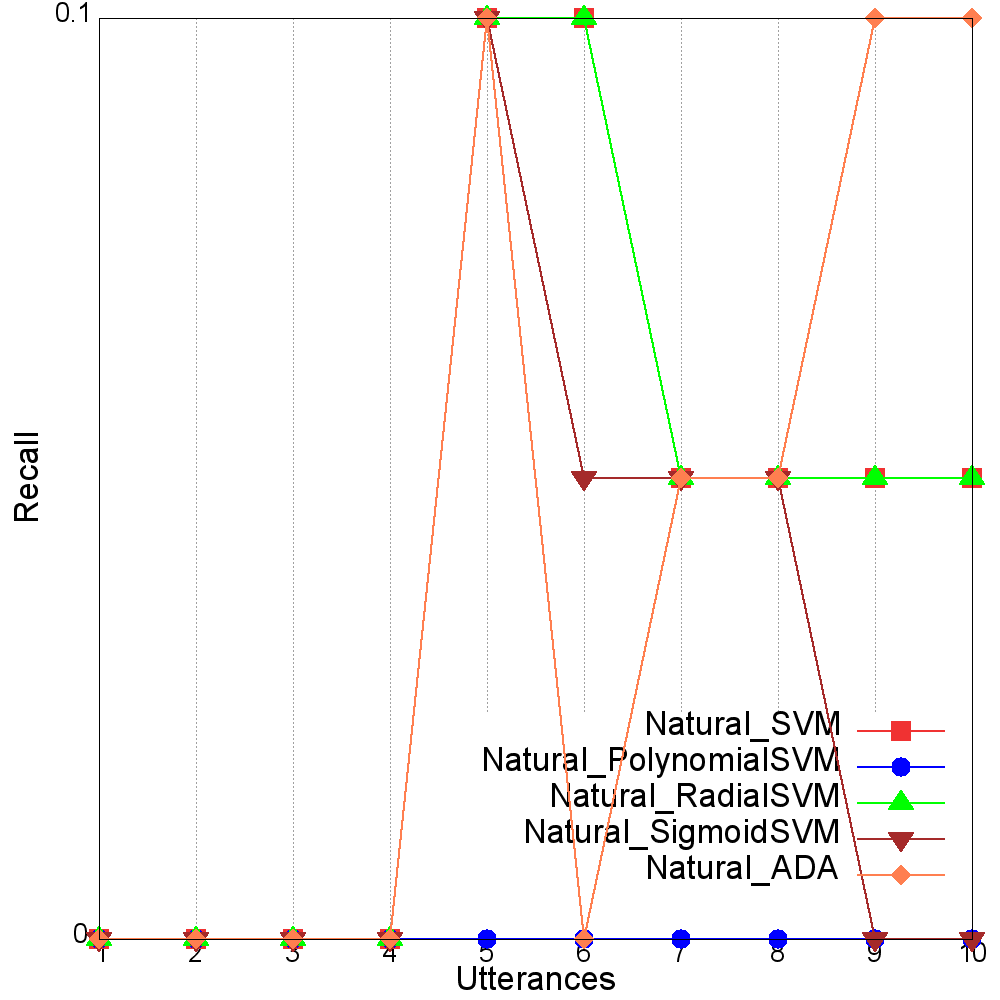 0.1
Recall
Natural_SVM
Natural_PolynomialSVM
Natural_RadialSVM
Natural_SigmoidSVM
Natural_ADA
0
1 2 3 4 5 6 7 8 9 10
Utterances